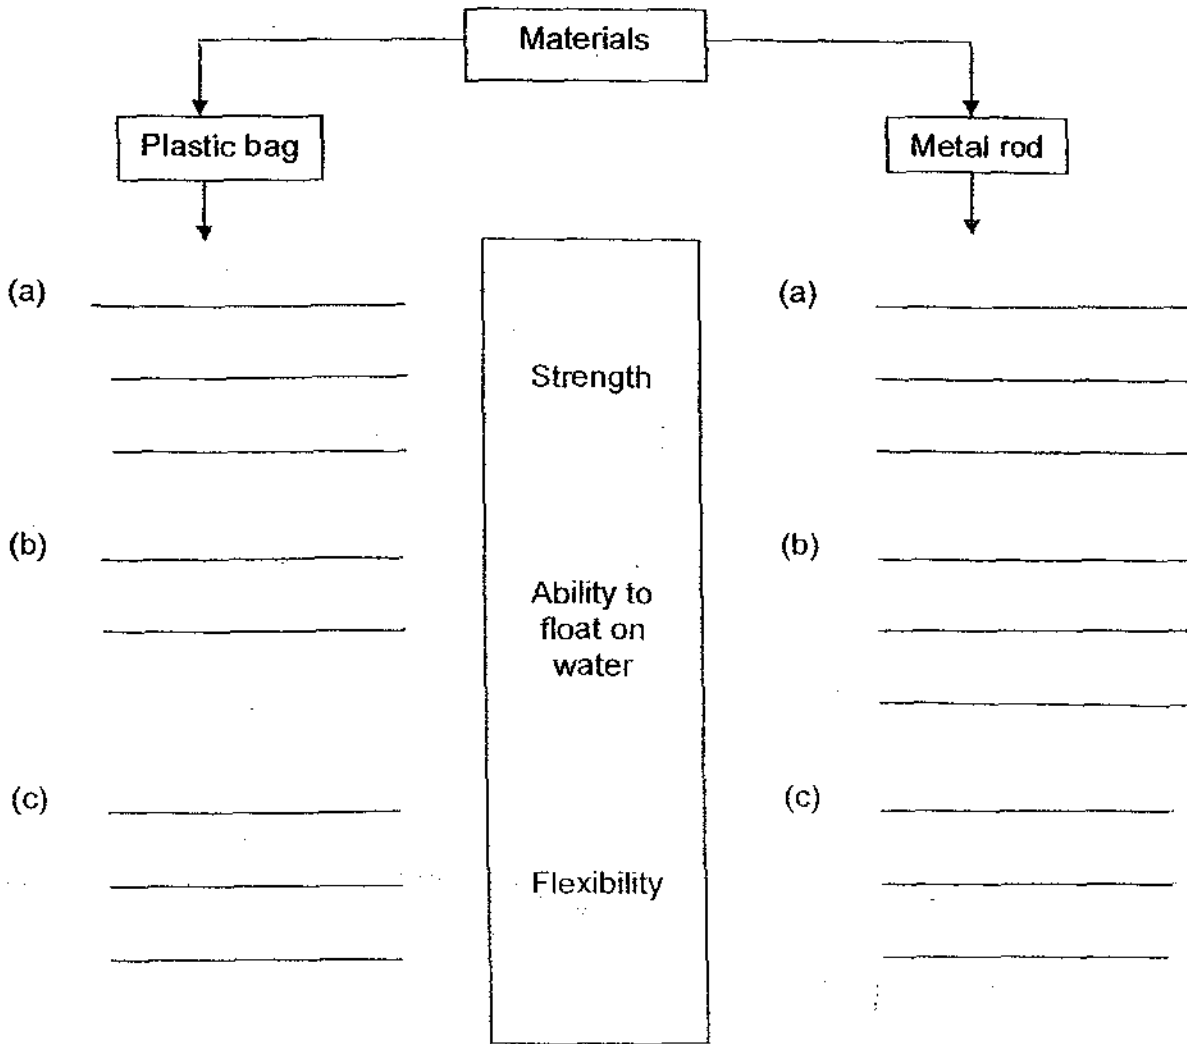 Materials
Plastic bag
Metal rod
(a)
Strength
(a)
(b)
Ability to
float on
water
(b)
(c)
Flexibility
(c)